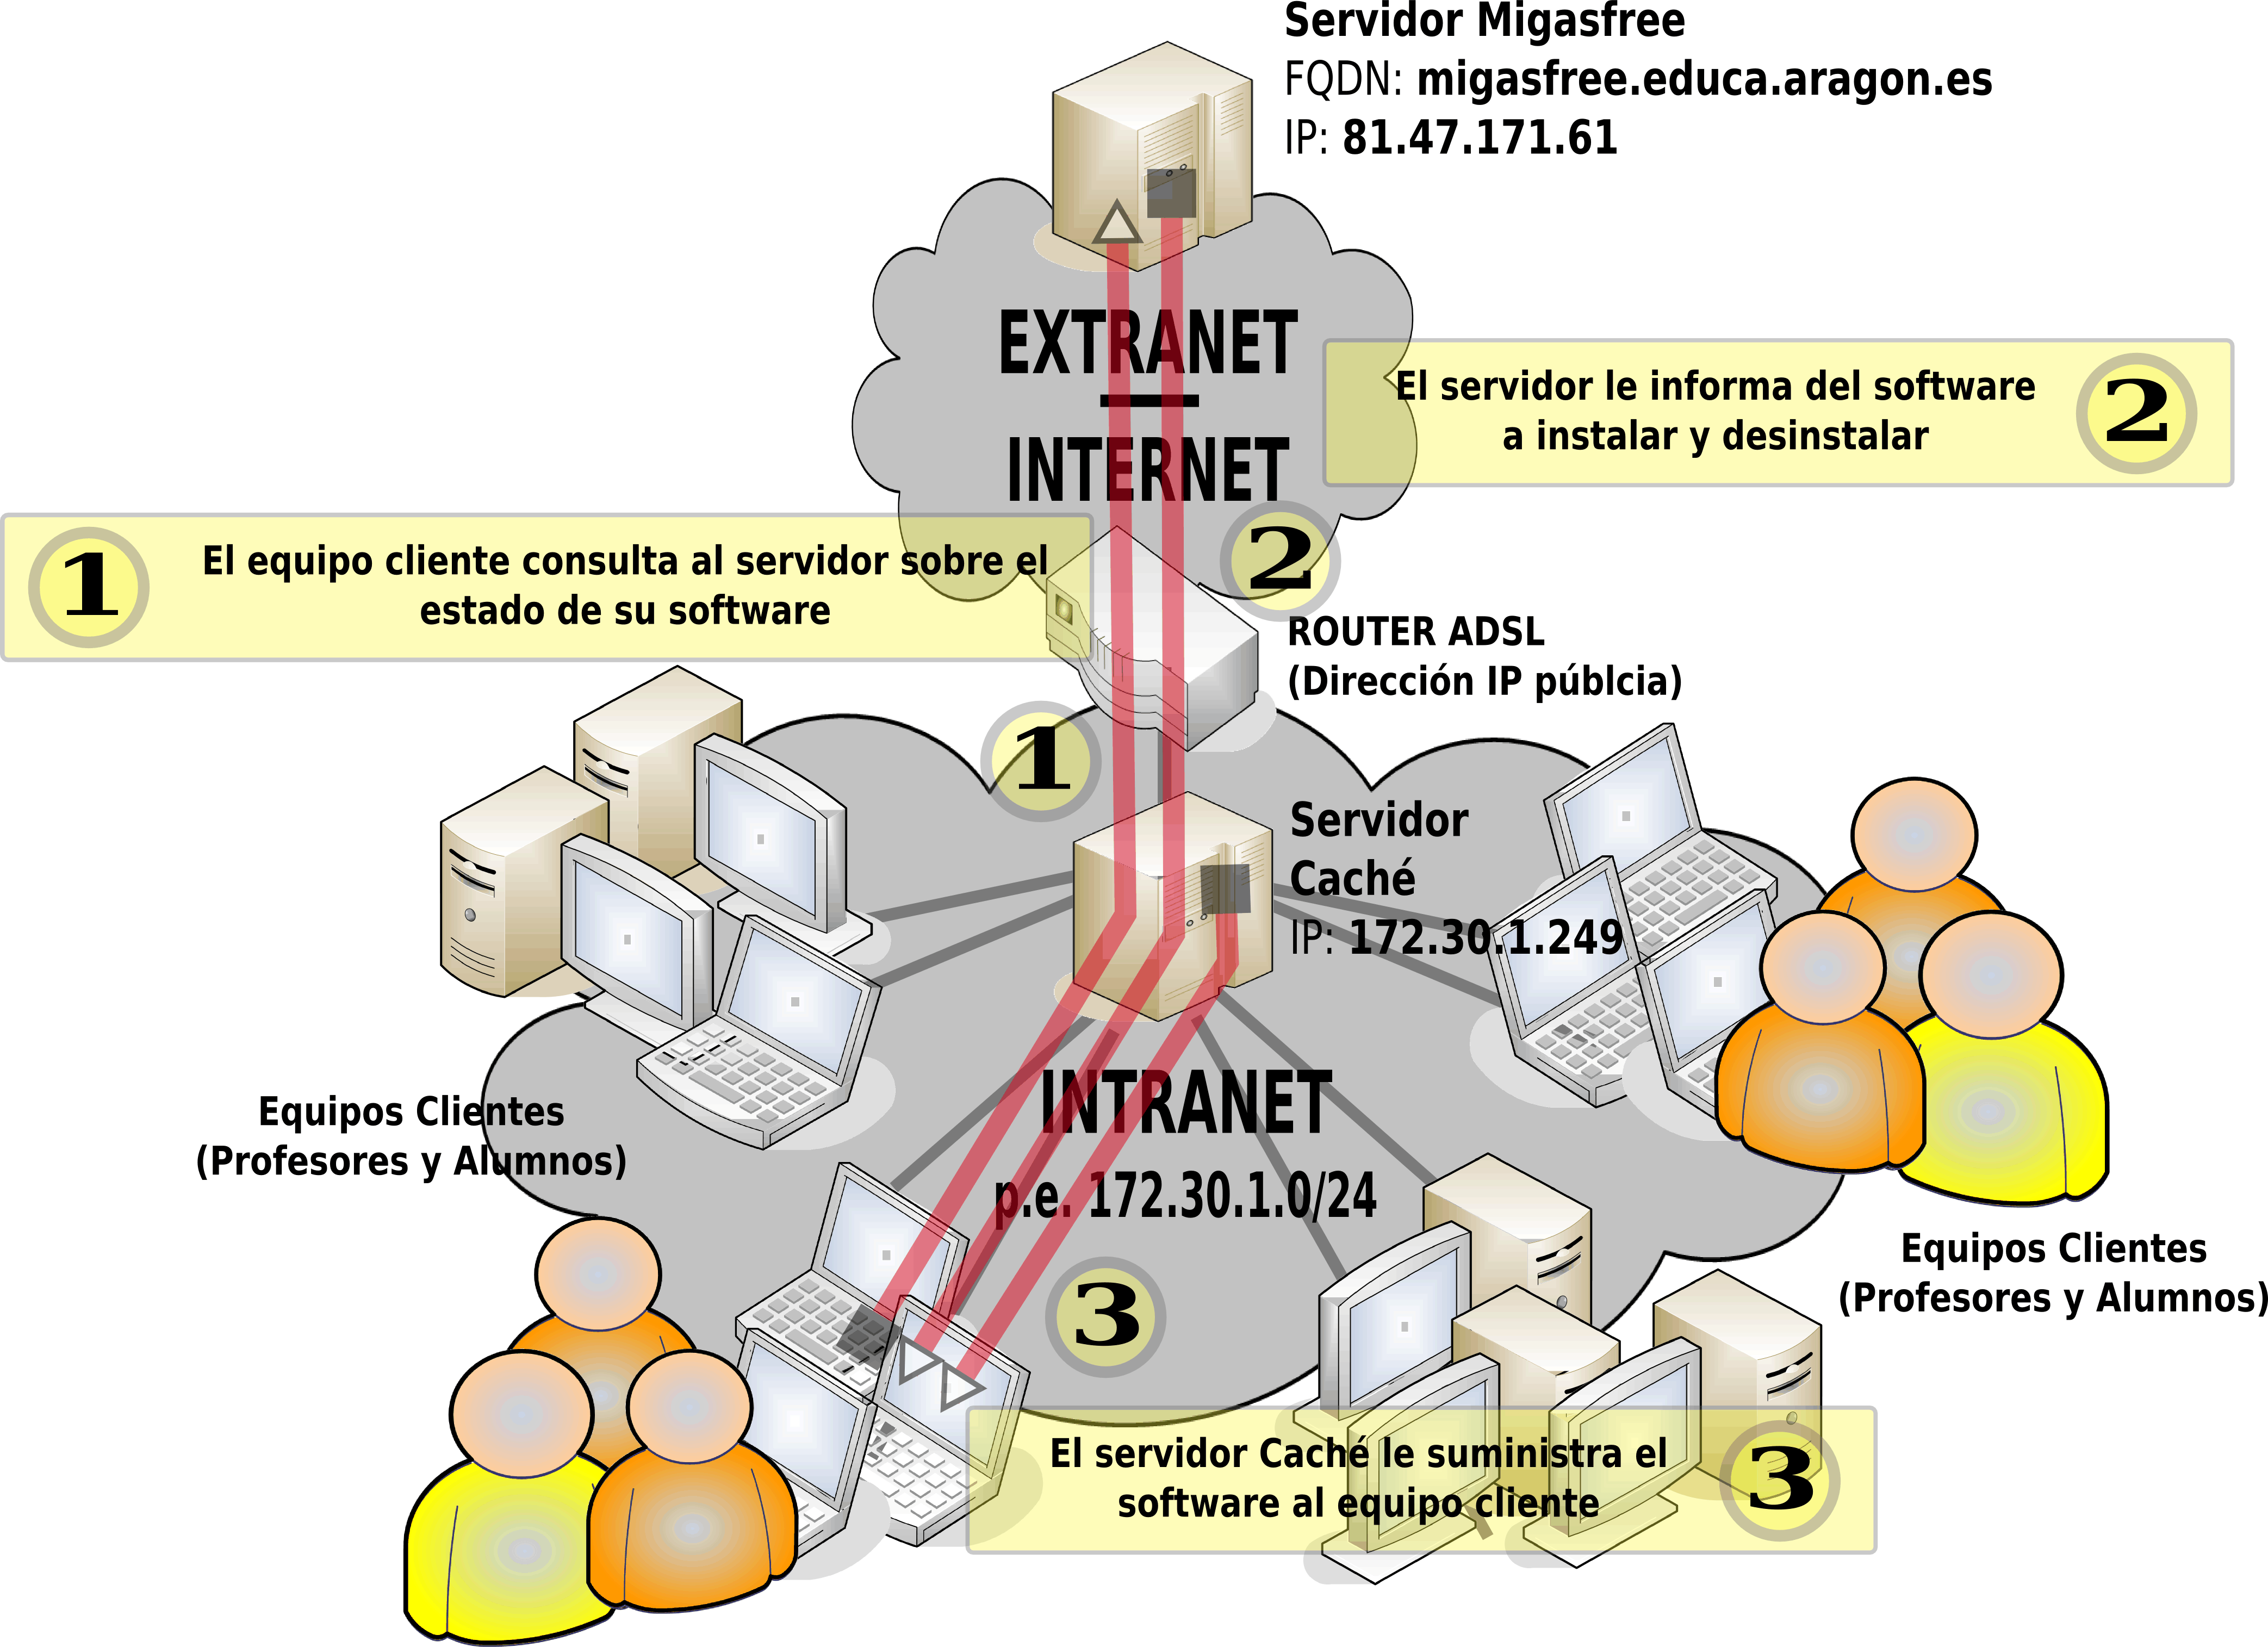 Servidor Migasfree
FQDN: migasfree.educa.aragon.es
IP: 81.47.171.61
EXTRANET
INTERNET
El servidor le informa del software
a instalar y desinstalar
2
1
El equipo cliente consulta al servidor sobre el
estado de su software
2
ROUTER ADSL
(Dirección IP públcia)
1
Servidor
Caché
IP: 172.30.1.249
INTRANET
p.e. 172.30.1.0/24
Equipos Clientes
(Profesores y Alumnos)
Equipos Clientes
(Profesores y Alumnos)
3
El servidor Caché le suministra el
software al equipo cliente
3